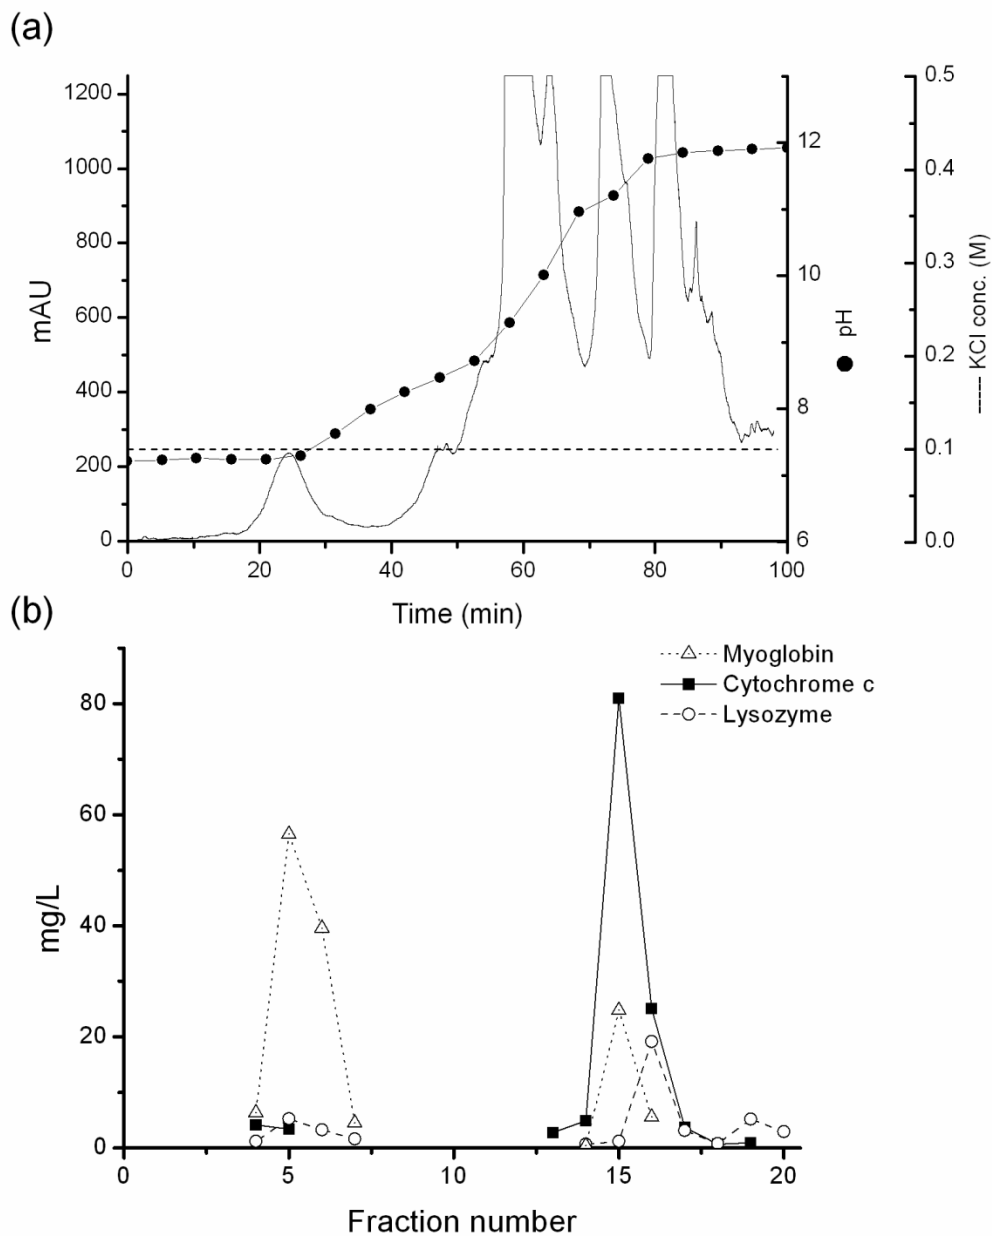 (a)
1200
1000
800
600
400
200
0
mAU
0 20 40 60 80 100
Time (min)
12
10
8
6
pH
0.5
0.4
0.3
0.2
0.1
0.0
----- KCl conc. (M)
(b)
Myoglobin
Cytochrome c
Lysozyme
80
60
40
20
0
mg/L
0 5 10 15 20
Fraction number